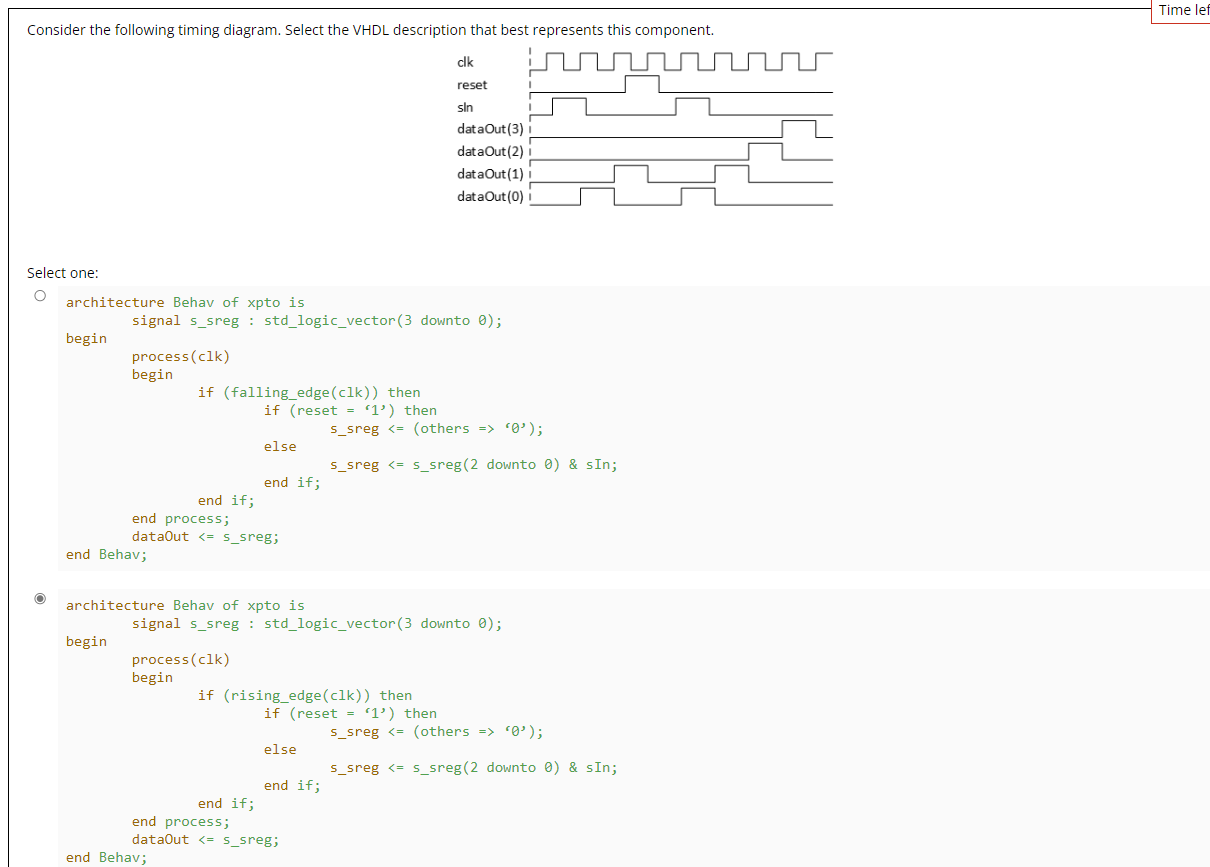 Time lef
Consider the following timing diagram. Select the VHDL description that best represents this component.
clk
reset
sIn
dataOut(3)
dataOut(2)
dataOut(1)
dataOut(0)
Select one:
architecture Behav of xpto is
signal s_sreg : std_logic_vector(3 downto 0);
begin
process(clk)
begin
if (falling_edge(clk)) then
if (reset = ‘1’) then
s_sreg <= (others => ‘0’);
else
s_sreg <= s_sreg(2 downto 0) & sIn;
end if;
end if;
end process;
dataOut <= s_sreg;
end Behav;
architecture Behav of xpto is
signal s_sreg : std_logic_vector(3 downto 0);
begin
process(clk)
begin
if (rising_edge(clk)) then
if (reset = ‘1’) then
s_sreg <= (others => ‘0’);
else
s_sreg <= s_sreg(2 downto 0) & sIn;
end if;
end if;
end process;
dataOut <= s_sreg;
end Behav;